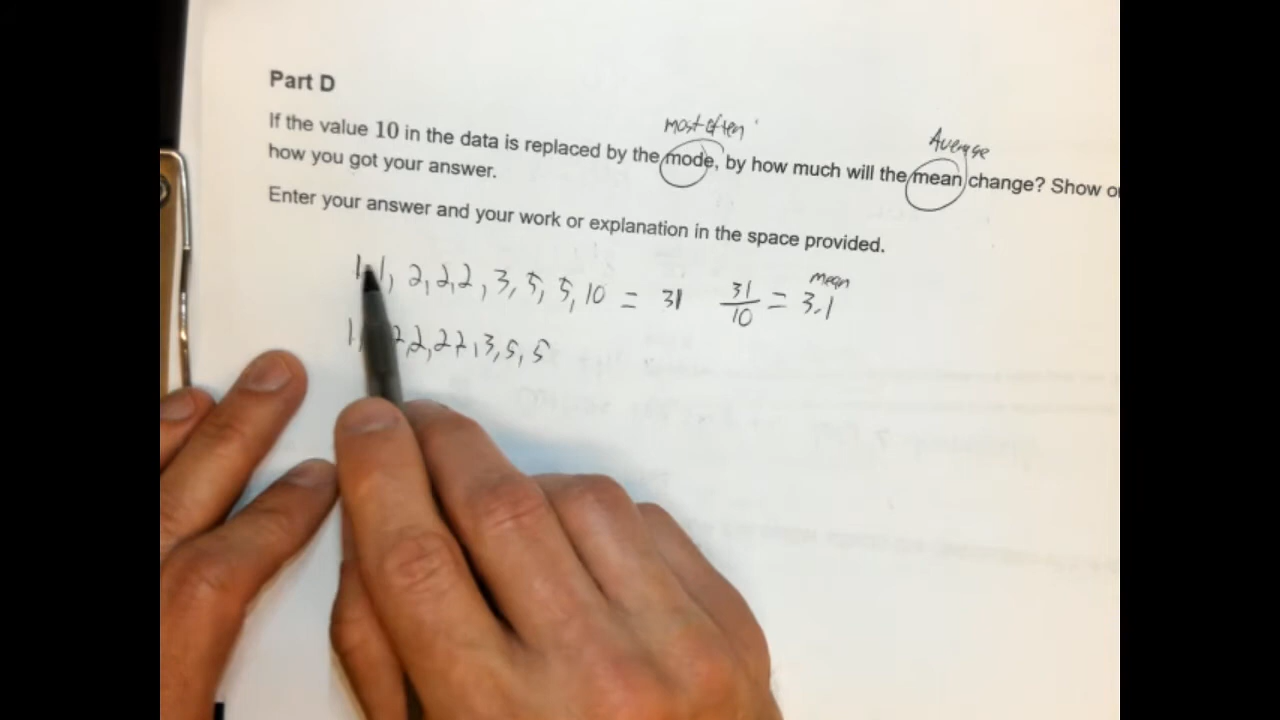 Part D
most often
Average
If the value 10 in the data is replaced by the mode, by how much will the mean change? Show
how you got your answer.
Enter your answer and your work or explanation in the space provided.
mean
1, 1, 2, 2, 2, 3, 5, 5, 10 = 31 31/10 = 3.1
1, 2, 2, 2 2, 3, 5, 5